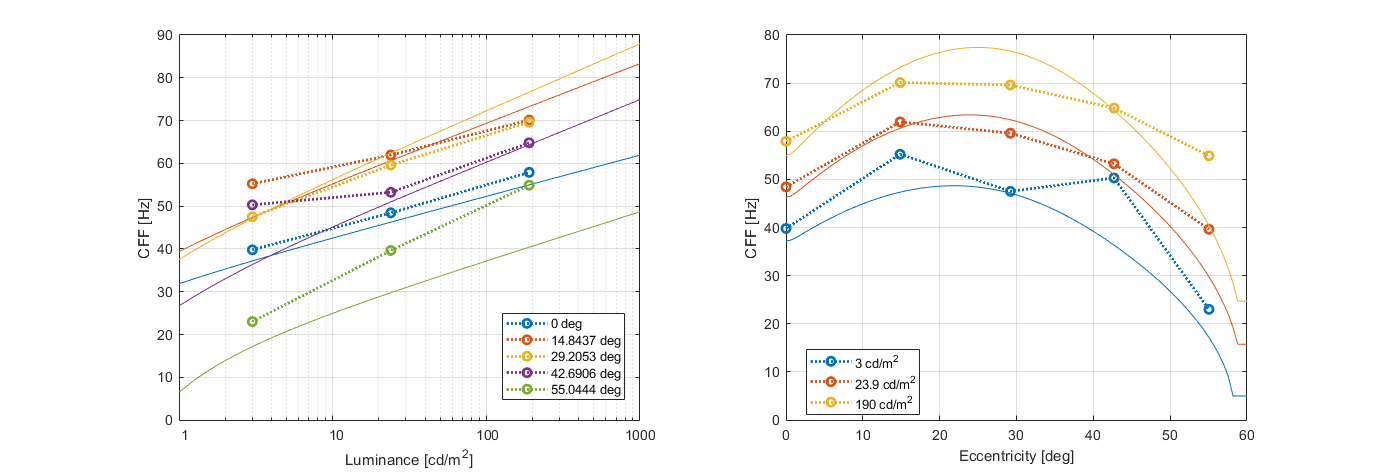 90
80
70
60
50
40
30
20
10
0
CFF [Hz]
1
10
100
1000
Luminance [cd/m²]
0 deg
14.8437 deg
29.2053 deg
42.6906 deg
55.0444 deg
80
70
60
50
40
30
20
10
0
CFF [Hz]
0
10
20
30
40
50
60
Eccentricity [deg]
3 cd/m²
23.9 cd/m²
190 cd/m²